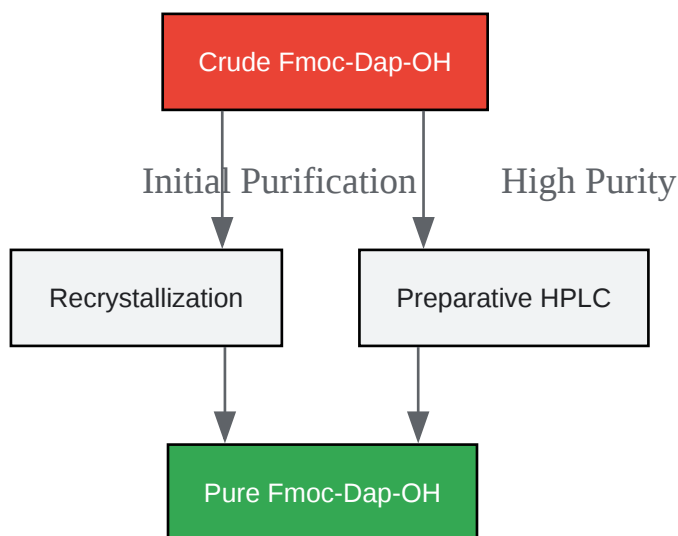 Crude Fmoc-Dap-OH
Initial Purification
High Purity
Recrystallization
Preparative HPLC
Pure Fmoc-Dap-OH